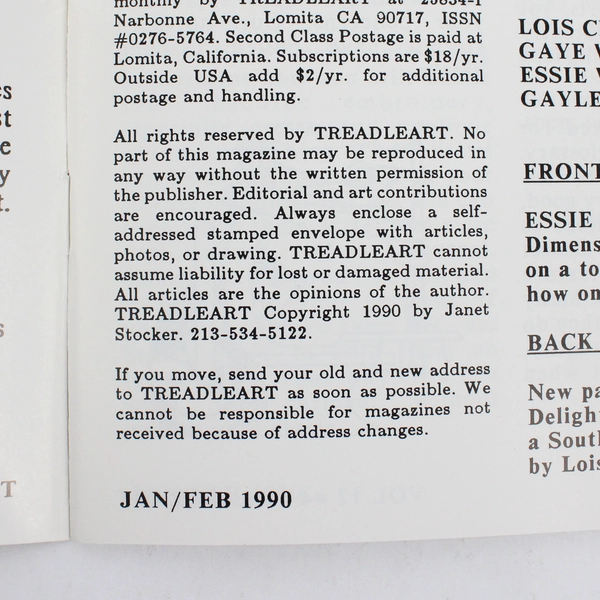 monthly by TREADLEART at 25834-I
Narbonne Ave., Lomita CA 90717, ISSN
#0276-5764. Second Class Postage is paid at
Lomita, California. Subscriptions are $18/yr.
Outside USA add $2/yr. for additional
postage and handling.
All rights reserved by TREADLEART. No
part of this magazine may be reproduced in
any way without the written permission of
the publisher. Editorial and art contributions
are encouraged. Always enclose a self-
addressed stamped envelope with articles,
photos, or drawing. TREADLEART cannot
assume liability for lost or damaged material.
All articles are the opinions of the author.
TREADLEART Copyright 1990 by Janet
Stocker. 213-534-5122.
If you move, send your old and new address
to TREADLEART as soon as possible. We
cannot be responsible for magazines not
received because of address changes.
JAN/FEB 1990
LOIS
GAYE
ESSIE
GAYLE
FRONT
ESSIE
Dimens
on a to
how on
BACK
New pa
Deligh
a South
by Lois